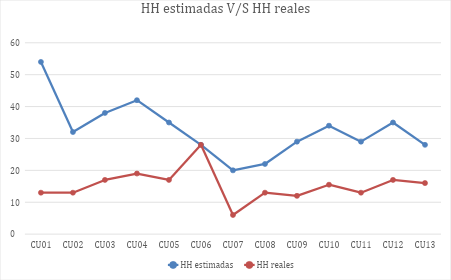 HH estimadas V/S HH reales
60
50
40
30
20
10
0
CU01 CU02 CU03 CU04 CU05 CU06 CU07 CU08 CU09 CU10 CU11 CU12 CU13
HH estimadas HH reales